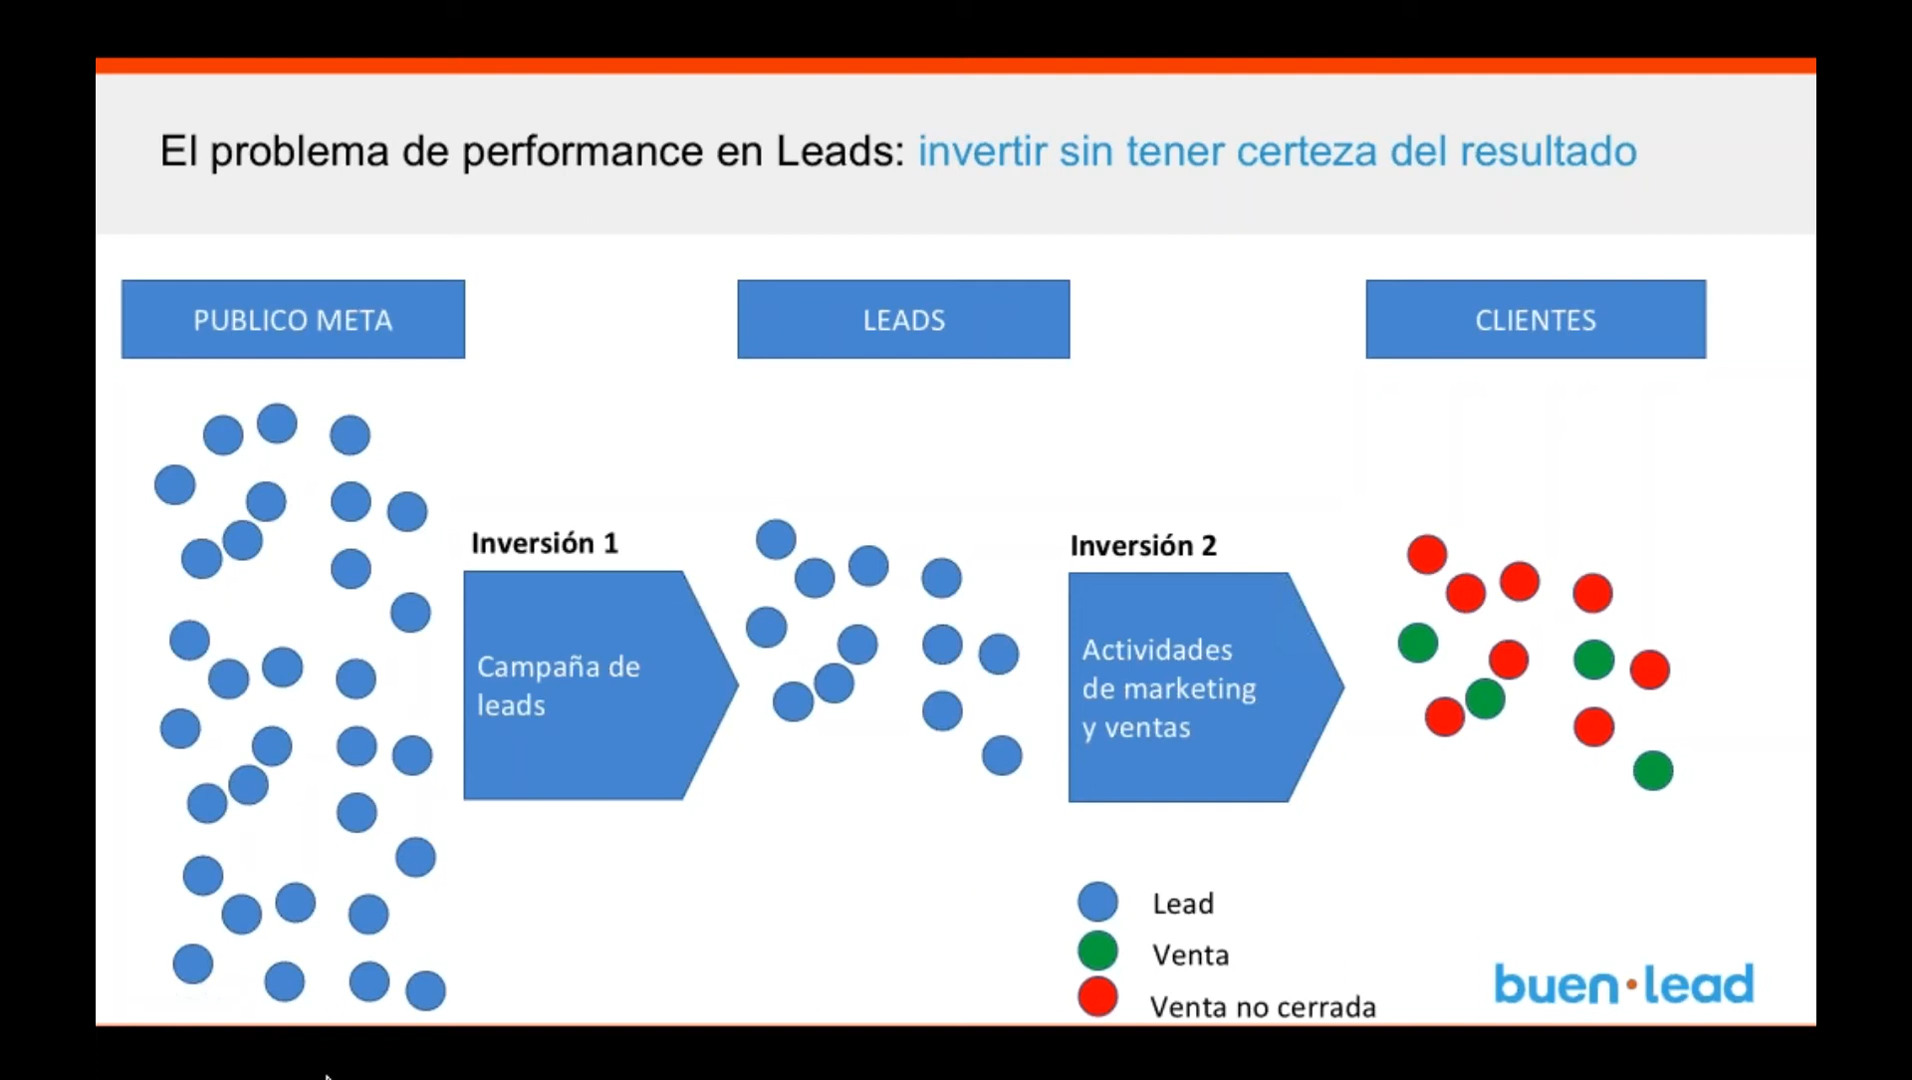 El problema de performance en Leads: invertir sin tener certeza del resultado
PUBLICO META
LEADS
CLIENTES
Inversión 1
Campaña de
leads
Inversión 2
Actividades
de marketing
y ventas
Lead
Venta
Venta no cerrada
buen·lead